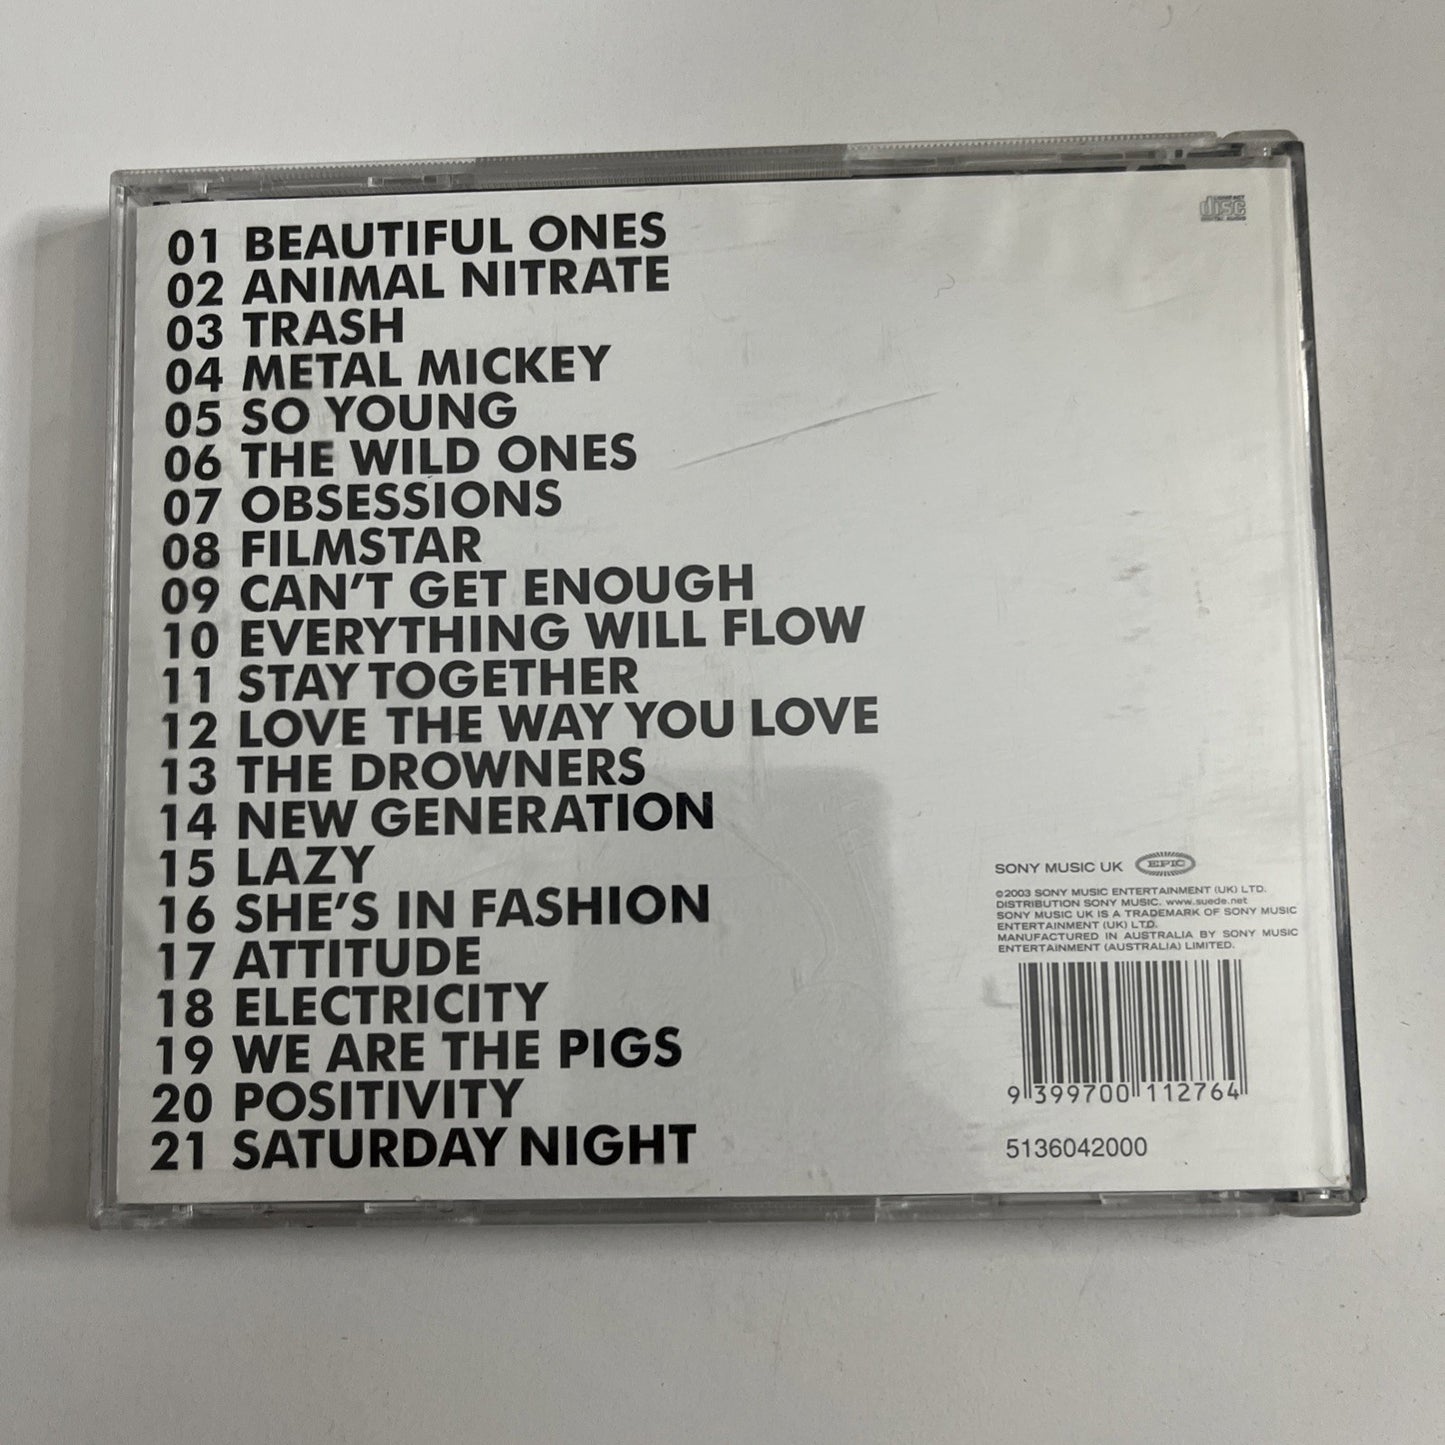 COMPACT
disc
DIGITAL AUDIO
01 BEAUTIFUL ONES
02 ANIMAL NITRATE
03 TRASH
04 METAL MICKEY
05 SO YOUNG
06 THE WILD ONES
07 OBSESSIONS
08 FILMSTAR
09 CAN'T GET ENOUGH
10 EVERYTHING WILL FLOW
11 STAY TOGETHER
12 LOVE THE WAY YOU LOVE
13 THE DROWNERS
14 NEW GENERATION
15 LAZY
16 SHE'S IN FASHION
17 ATTITUDE
18 ELECTRICITY
19 WE ARE THE PIGS
20 POSITIVITY
21 SATURDAY NIGHT
SONY MUSIC UK EPIC
©2003 SONY MUSIC ENTERTAINMENT (UK) LTD.
DISTRIBUTION SONY MUSIC. www.suede.net
SONY MUSIC UK IS A TRADEMARK OF SONY MUSIC
ENTERTAINMENT (UK) LTD.
MANUFACTURED IN AUSTRALIA BY SONY MUSIC
ENTERTAINMENT (AUSTRALIA) LIMITED.
9 399700 112764
5136042000